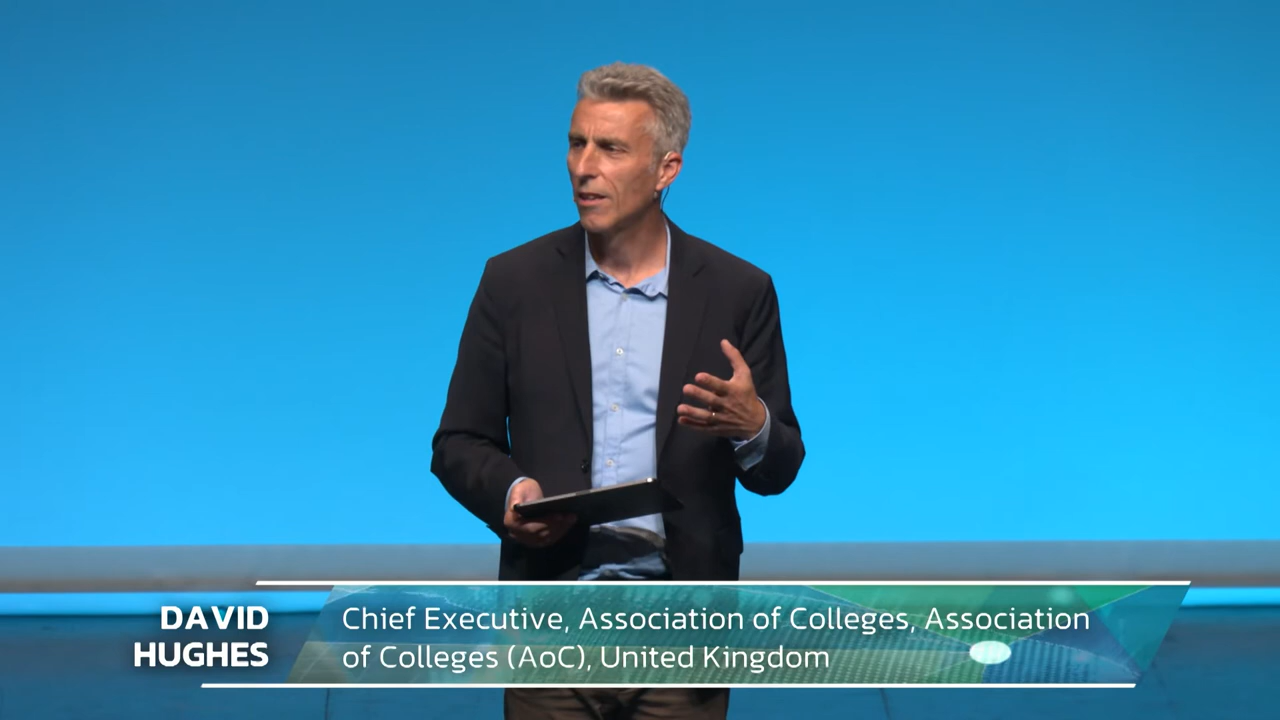 DAVID
HUGHES
Chief Executive, Association of Colleges, Association
of Colleges (AoC), United Kingdom